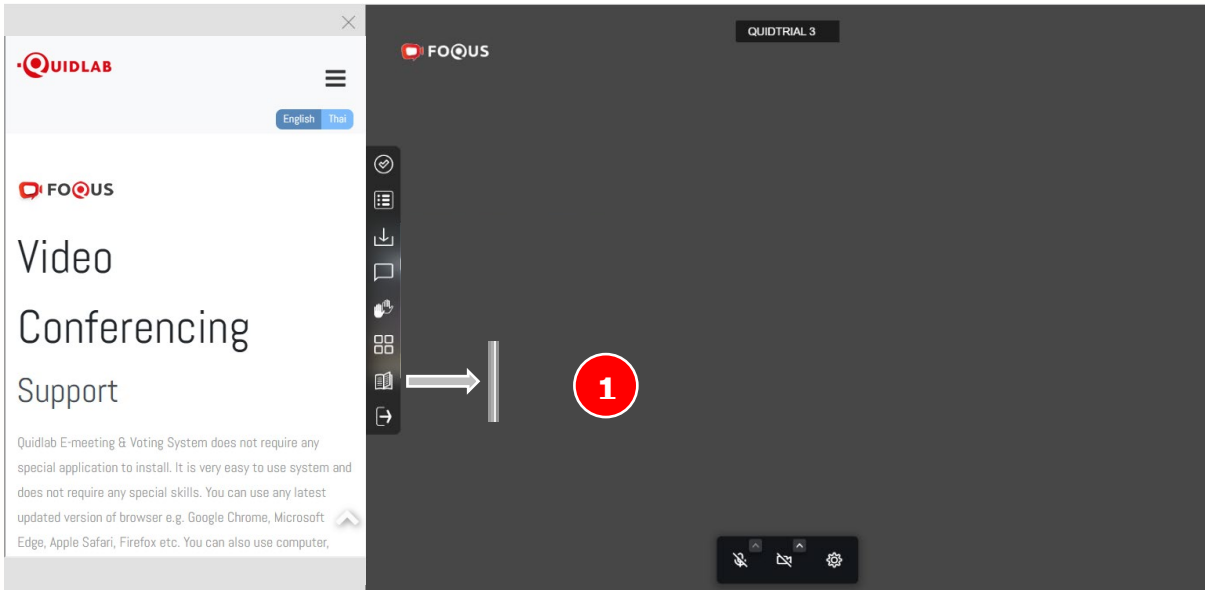 QUIDLAB
English Thai
FOQUS
Video
Conferencing
Support
Quidlab E-meeting & Voting System does not require any
special application to install. It is very easy to use system and
does not require any special skills. You can use any latest
updated version of browser e.g. Google Chrome, Microsoft
Edge, Apple Safari, Firefox etc. You can also use computer,
FOQUS
QUIDTRIAL 3
1